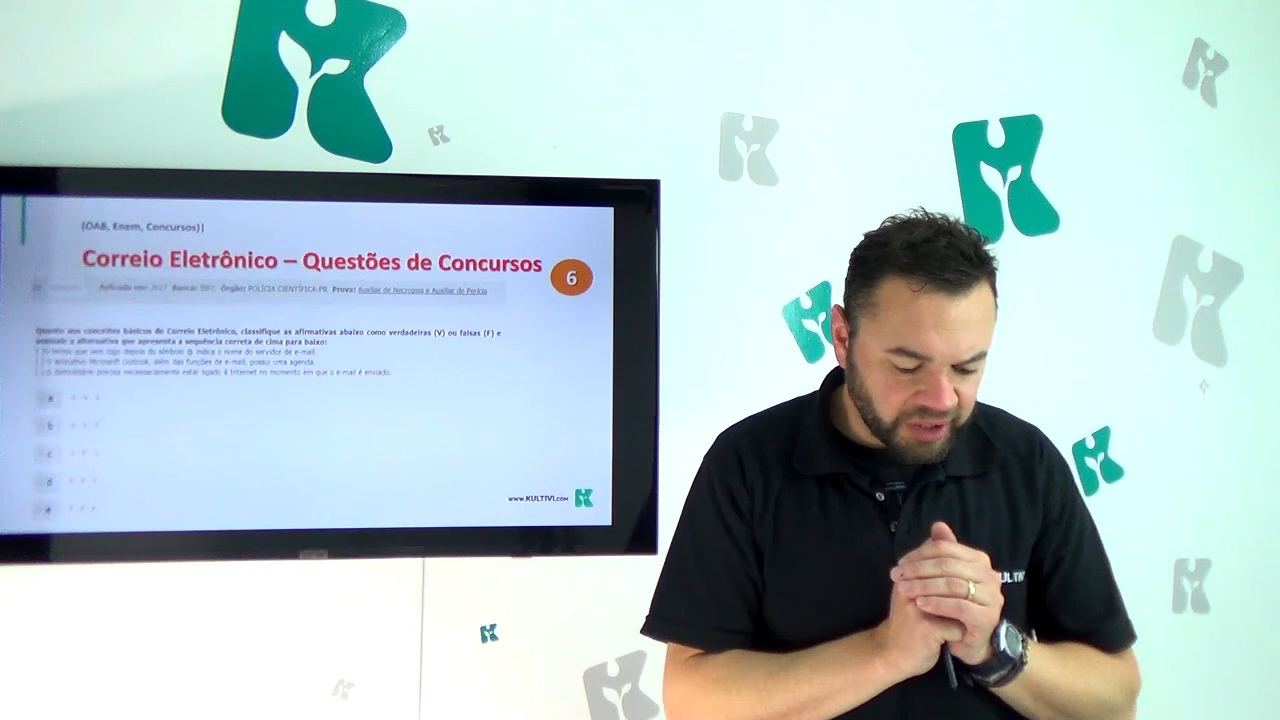 (OAB, Enem, Concursos)|
Correio Eletrônico – Questões de Concursos
6
Aplicada em: 2017 Banca: Órgão: POLÍCIA CIENTÍFICA-PR Prova: Auxiliar de Necropsia e Auxiliar de Perícia
Quanto aos conceitos básicos de Correio Eletrônico, classifique as afirmativas abaixo como verdadeiras (V) ou falsas (F) e
assinale a alternativa que apresenta a sequência correta de cima para baixo:
( ) O nome que vem logo depois do símbolo @ indica o nome do servidor de e-mail.
( ) O aplicativo Microsoft Outlook, além das funções de e-mail, possui uma agenda.
( ) O destinatário precisa necessariamente estar ligado à Internet no momento em que o e-mail é enviado.
a
b
c
d
e
www.KULTIVI.com